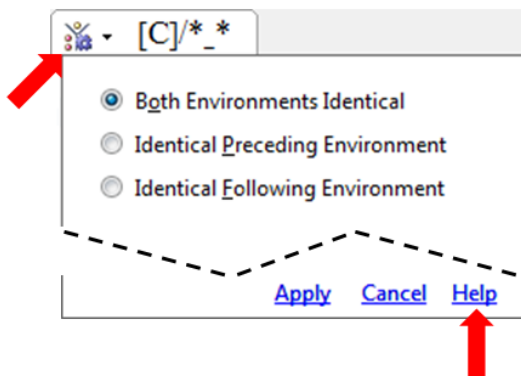 [C]/*_*
Both Environments Identical
Identical Preceding Environment
Identical Following Environment
Apply Cancel Help